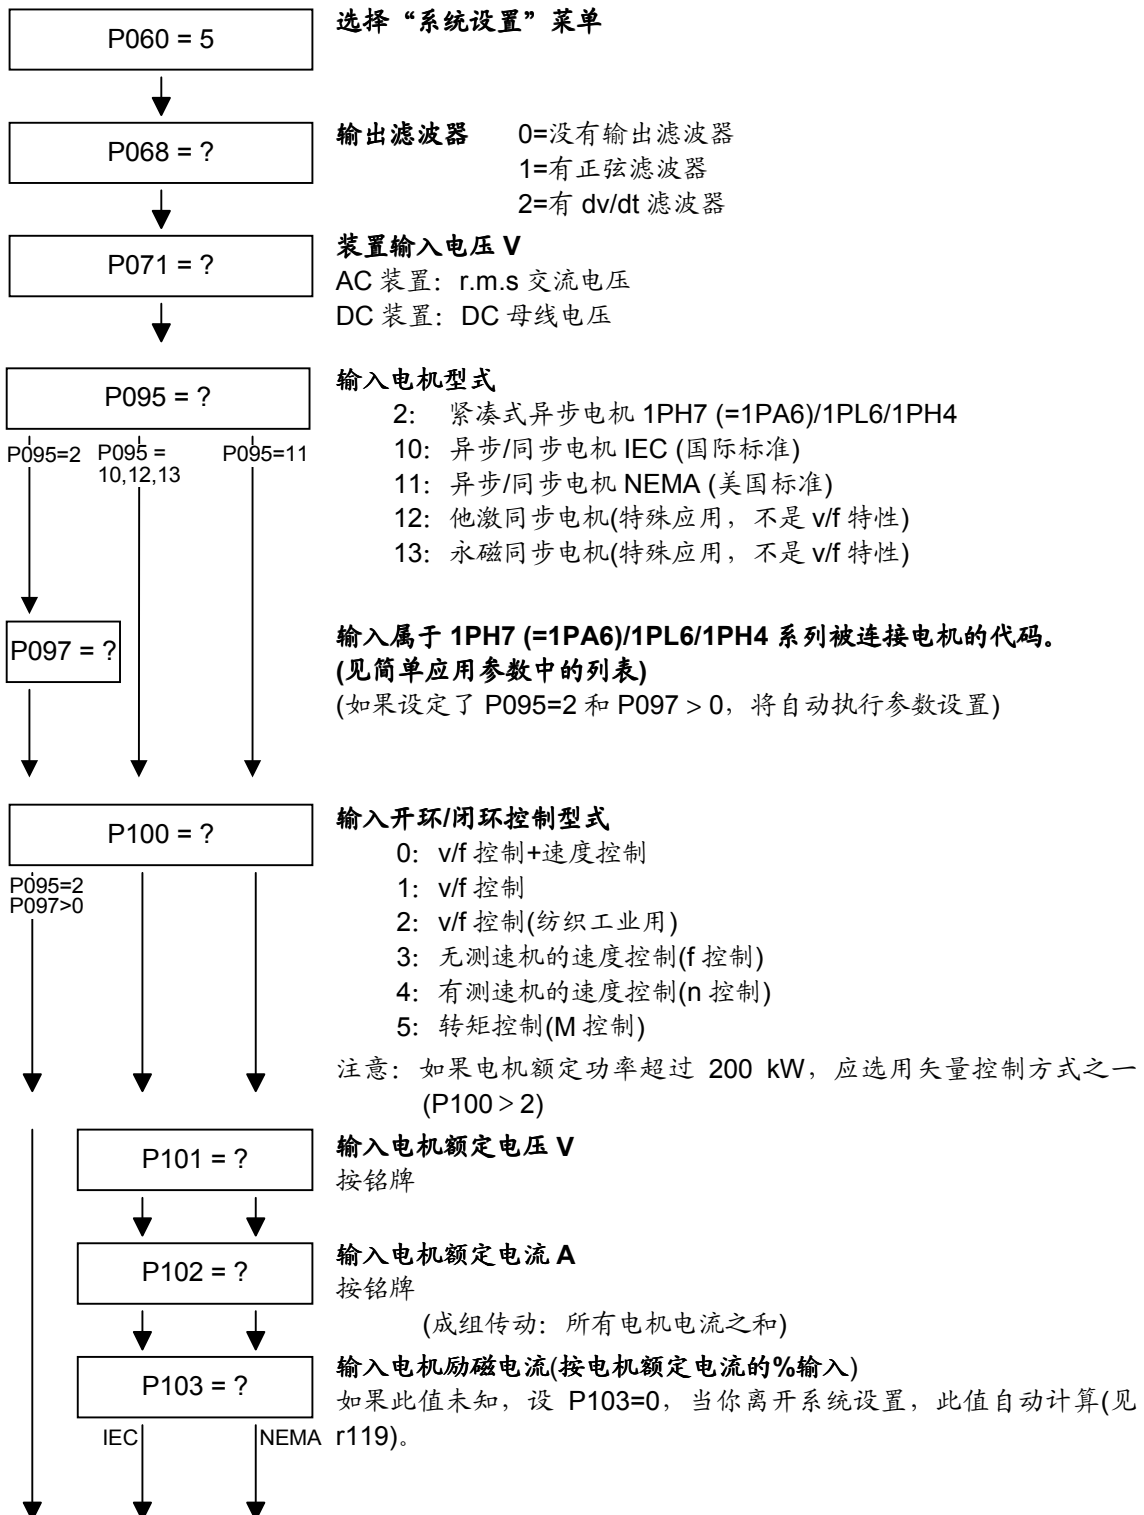 P060 = 5
选择“系统设置”菜单
P068 = ?
输出滤波器 0=没有输出滤波器
1=有正弦滤波器
2=有 dv/dt 滤波器
P071 = ?
装置输入电压 V
AC 装置：r.m.s 交流电压
DC 装置：DC 母线电压
P095 = ?
输入电机型式
2： 紧凑式异步电机 1PH7 (=1PA6)/1PL6/1PH4
10：异步/同步电机 IEC (国际标准)
11：异步/同步电机 NEMA (美国标准)
12：他激同步电机(特殊应用，不是 v/f 特性)
13：永磁同步电机(特殊应用，不是 v/f 特性)
P095=2
P095 =
10,12,13
P095=11
P097 = ?
输入属于 1PH7 (=1PA6)/1PL6/1PH4 系列被连接电机的代码。
(见简单应用参数中的列表)
(如果设定了 P095=2 和 P097 > 0，将自动执行参数设置)
P100 = ?
输入开环/闭环控制型式
0：v/f 控制+速度控制
1：v/f 控制
2：v/f 控制(纺织工业用)
3：无测速机的速度控制(f 控制)
4：有测速机的速度控制(n 控制)
5：转矩控制(M 控制)
P095=2
P097>0
注意：如果电机额定功率超过 200 kW，应选用矢量控制方式之一
(P100＞2)
P101 = ?
输入电机额定电压 V
按铭牌
P102 = ?
输入电机额定电流 A
按铭牌
(成组传动：所有电机电流之和)
P103 = ?
输入电机励磁电流(按电机额定电流的%输入)
如果此值未知，设 P103=0，当你离开系统设置，此值自动计算(见
r119)。
IEC
NEMA